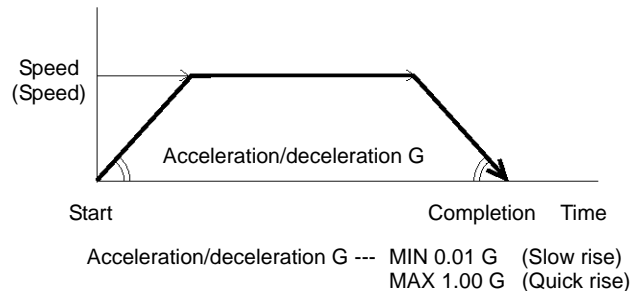 Speed
(Speed)
Acceleration/deceleration G
Start Completion Time
Acceleration/deceleration G --- MIN 0.01 G (Slow rise)
MAX 1.00 G (Quick rise)